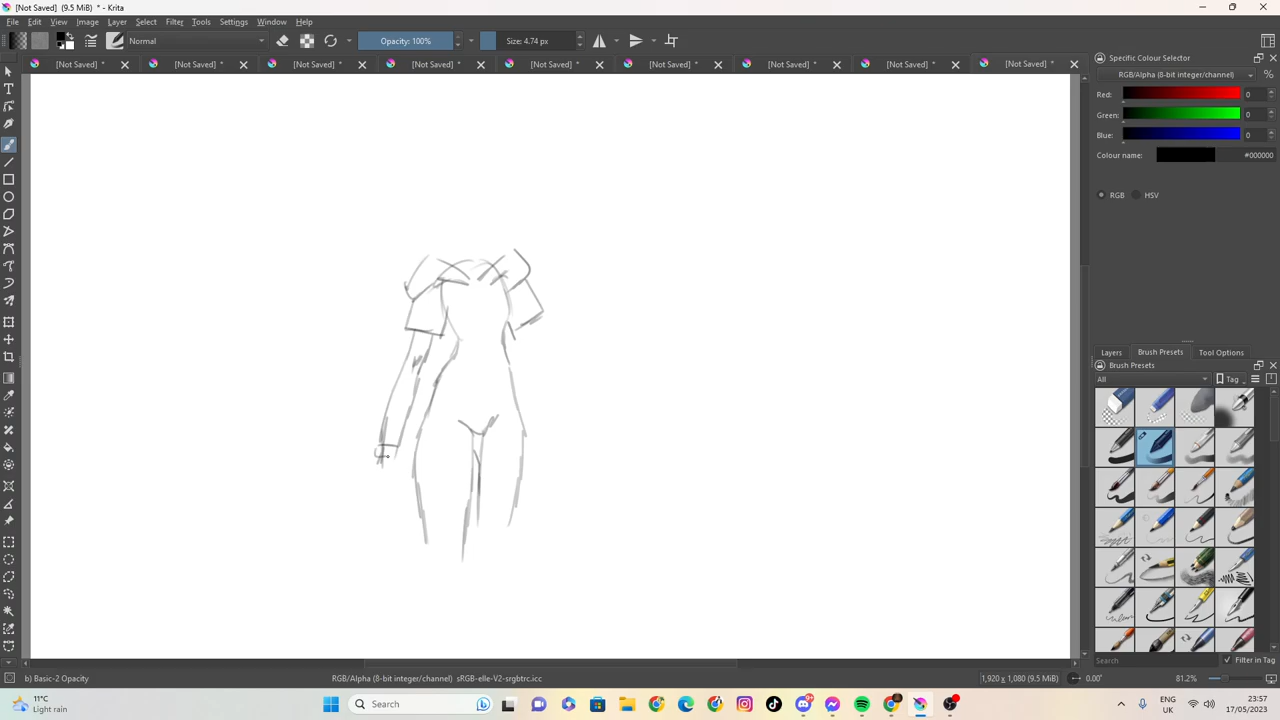 [Not Saved] (9.5 MiB) * - Krita
File Edit View Image Layer Select Filter Tools Settings Window Help
Normal Opacity: 100% Size: 4.74 px
[Not Saved] * [Not Saved] * [Not Saved] * [Not Saved] * [Not Saved] * [Not Saved] * [Not Saved] * [Not Saved] * [Not Saved] *
Specific Colour Selector
RGB/Alpha (8-bit integer/channel) %
Red: 0
Green: 0
Blue: 0
Colour name: #000000
RGB HSV
Layers Brush Presets Tool Options
Brush Presets
All Tag
Search Filter in Tag
b) Basic-2 Opacity RGB/Alpha (8-bit integer/channel) sRGB-elle-V2-srgbtrc.icc 1,920 x 1,080 (9.5 MiB) 0.00° 81.2%
11°C
Light rain
Search
9+
ENG
UK
23:57
17/05/2023